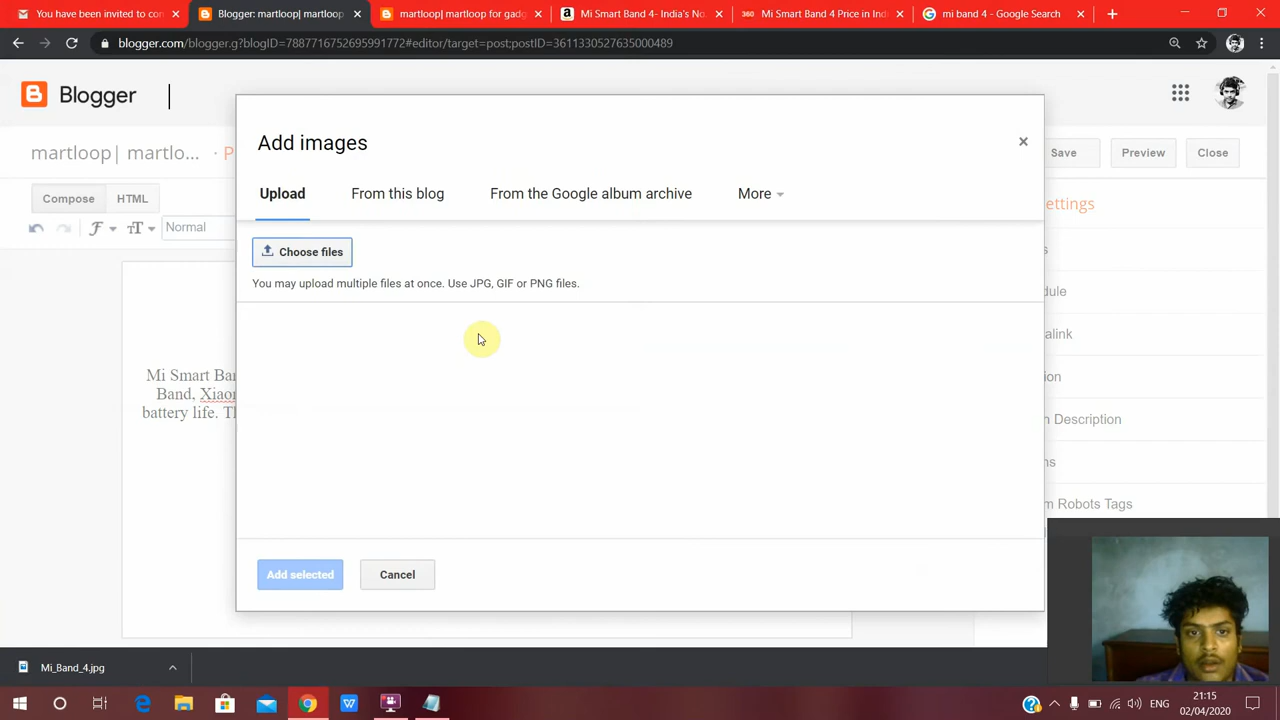 You have been invited to con
Blogger: martloop| martloop
martloop| martloop for gadg
Mi Smart Band 4- India's No.
Mi Smart Band 4 Price in Indi
mi band 4 - Google Search
blogger.com/blogger.g?blogID=7887716752695991772#editor/target=post;postID=3611330527635000489
Blogger
martloop| martlo... · P
Save
Preview
Close
Compose
HTML
Normal
ettings
s
dule
alink
ion
h Description
ns
m Robots Tags
Add images
Upload
From this blog
From the Google album archive
More
Choose files
You may upload multiple files at once. Use JPG, GIF or PNG files.
Mi Smart Ban
Band, Xiaon
battery life. Th
Add selected
Cancel
Mi_Band_4.jpg
ENG
21:15
02/04/2020